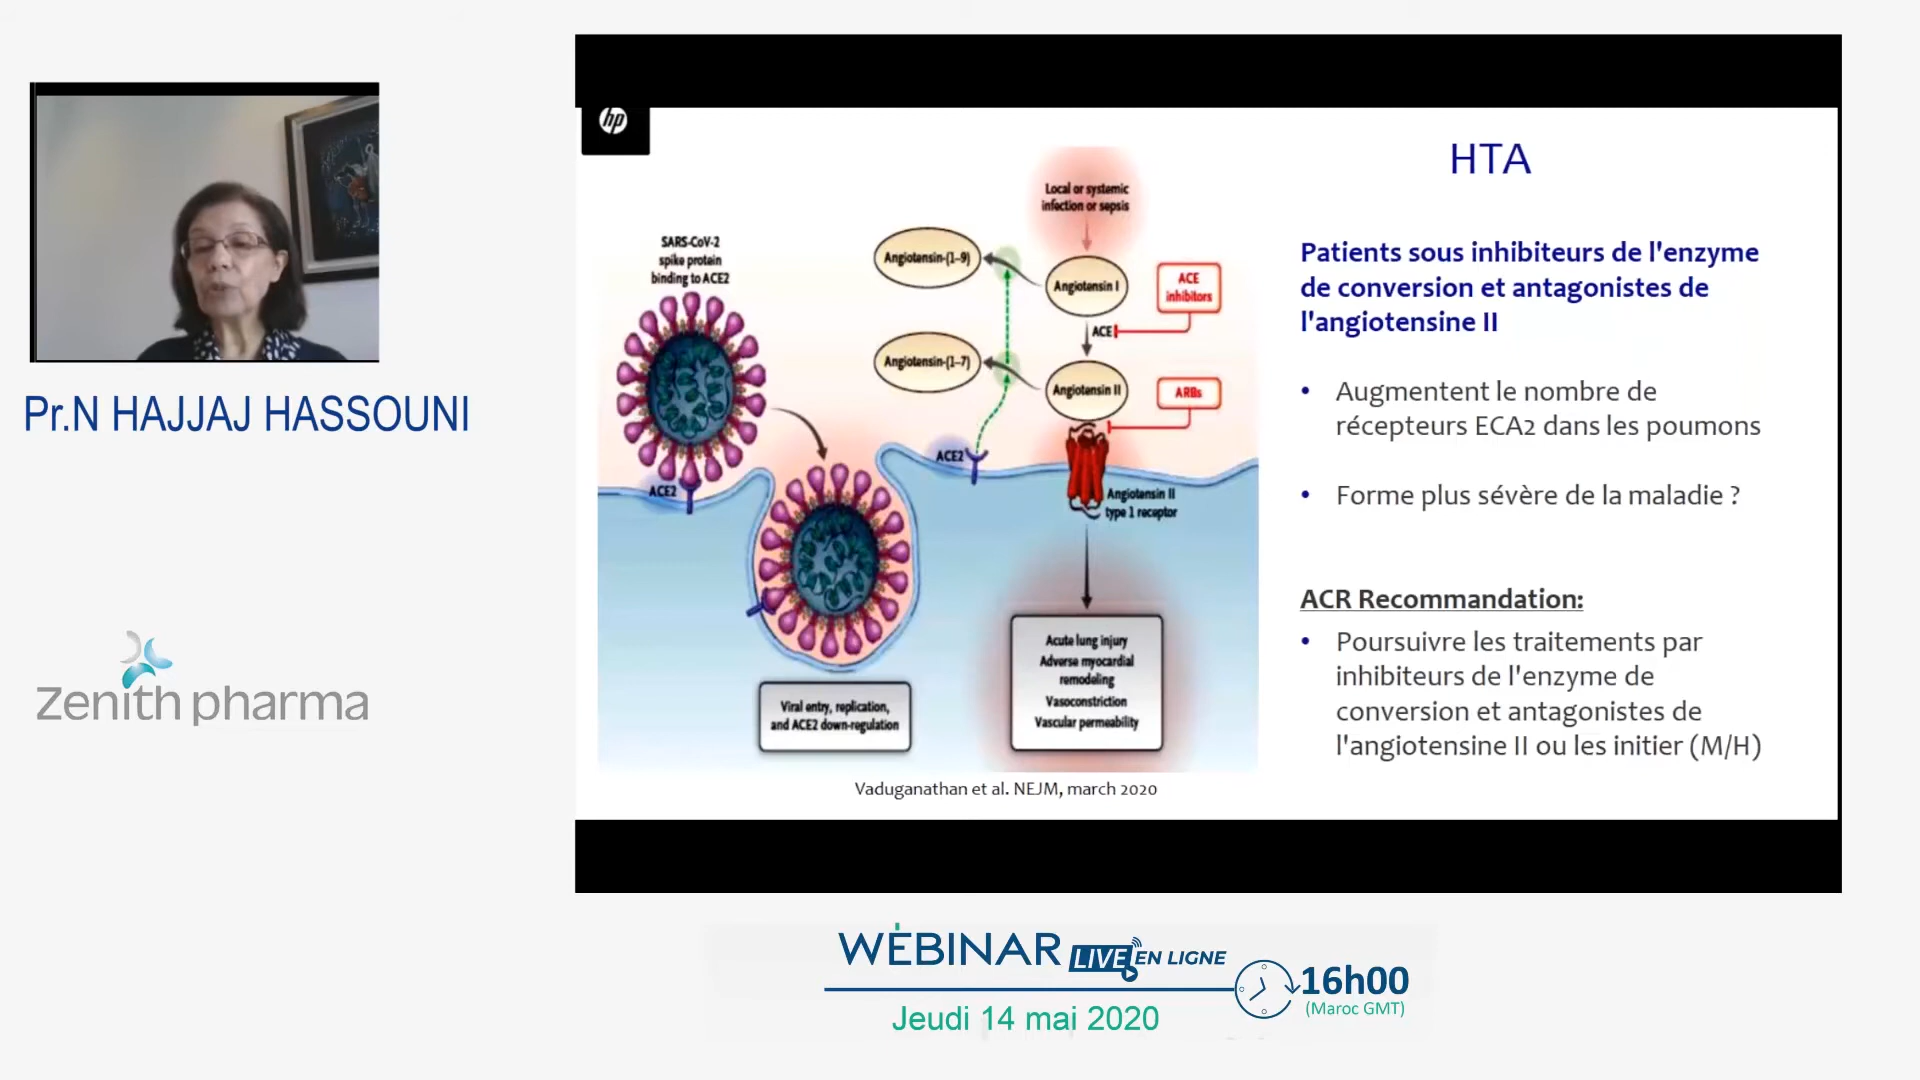 Pr.N HAJJAJ HASSOUNI
zenith pharma
hp
HTA
Local or systemic
infection or sepsis
SARS-CoV-2
spike protein
binding to ACE2
Angiotensin-(1–9)
Angiotensin I
ACE
inhibitors
ACE
Angiotensin-(1–7)
Angiotensin II
ARBs
ACE2
ACE2
Angiotensin II
type 1 receptor
Acute lung injury
Adverse myocardial
remodeling
Vasoconstriction
Vascular permeability
Viral entry, replication,
and ACE2 down-regulation
Vaduganathan et al. NEJM, march 2020
Patients sous inhibiteurs de l'enzyme
de conversion et antagonistes de
l'angiotensine II
• Augmentent le nombre de
récepteurs ECA2 dans les poumons
• Forme plus sévère de la maladie ?
ACR Recommandation:
• Poursuivre les traitements par
inhibiteurs de l'enzyme de
conversion et antagonistes de
l'angiotensine II ou les initier (M/H)
WEBINAR LIVE EN LIGNE
16h00
(Maroc GMT)
Jeudi 14 mai 2020